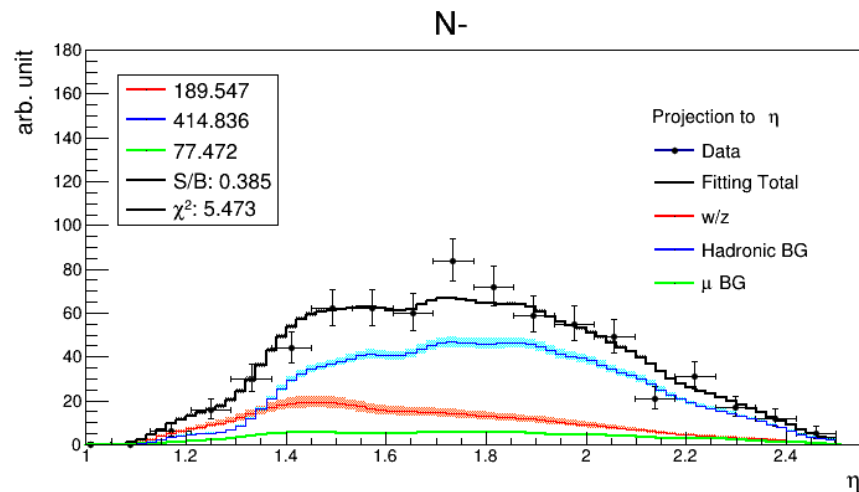 N-
arb. unit
180
160
140
120
100
80
60
40
20
0
189.547
414.836
77.472
S/B: 0.385
χ²: 5.473
Projection to η
Data
Fitting Total
w/z
Hadronic BG
μ BG
1 1.2 1.4 1.6 1.8 2 2.2 2.4
η